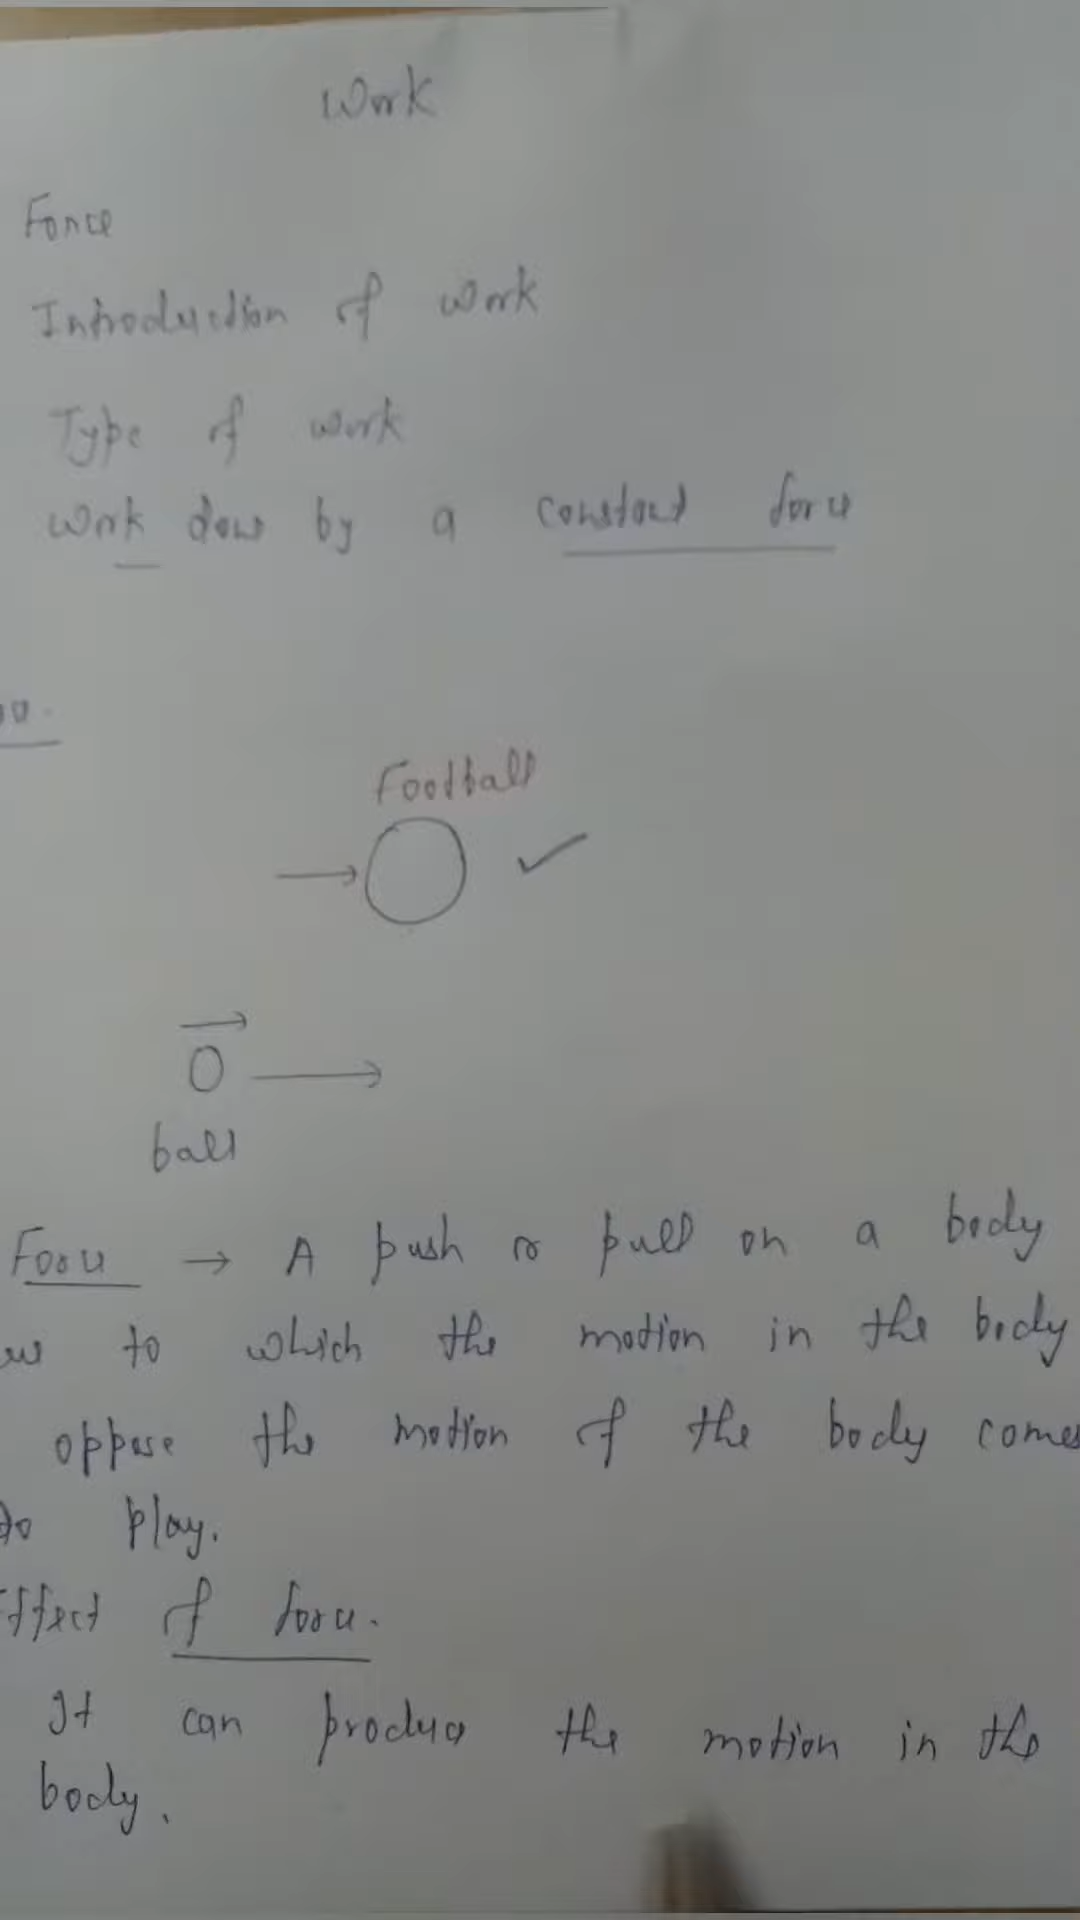 Work
Force
Introduction of work
Type of work
Work done by a constant force
Football
ball
Force → A push or pull on a body
to which the motion in the body
oppose the motion of the body comes
to play.
Effect of force.
It can produce the motion in the
body.